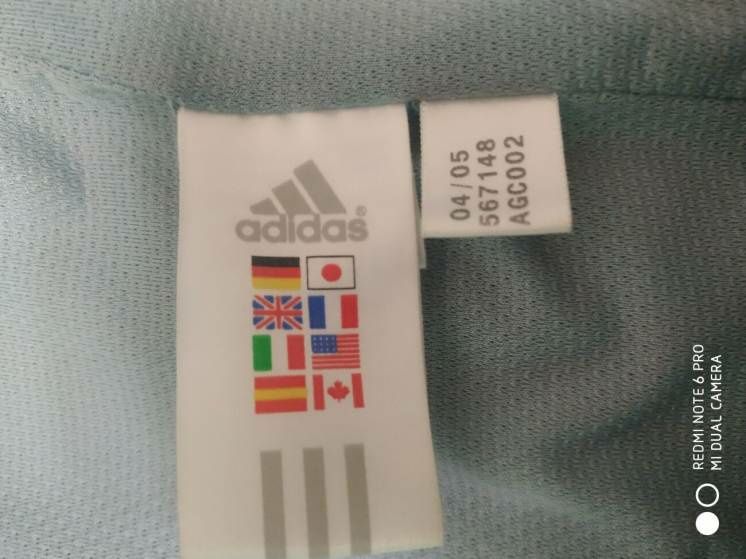 adidas®
04/05
567148
AGC002
REDMI NOTE 6 PRO
MI DUAL CAMERA